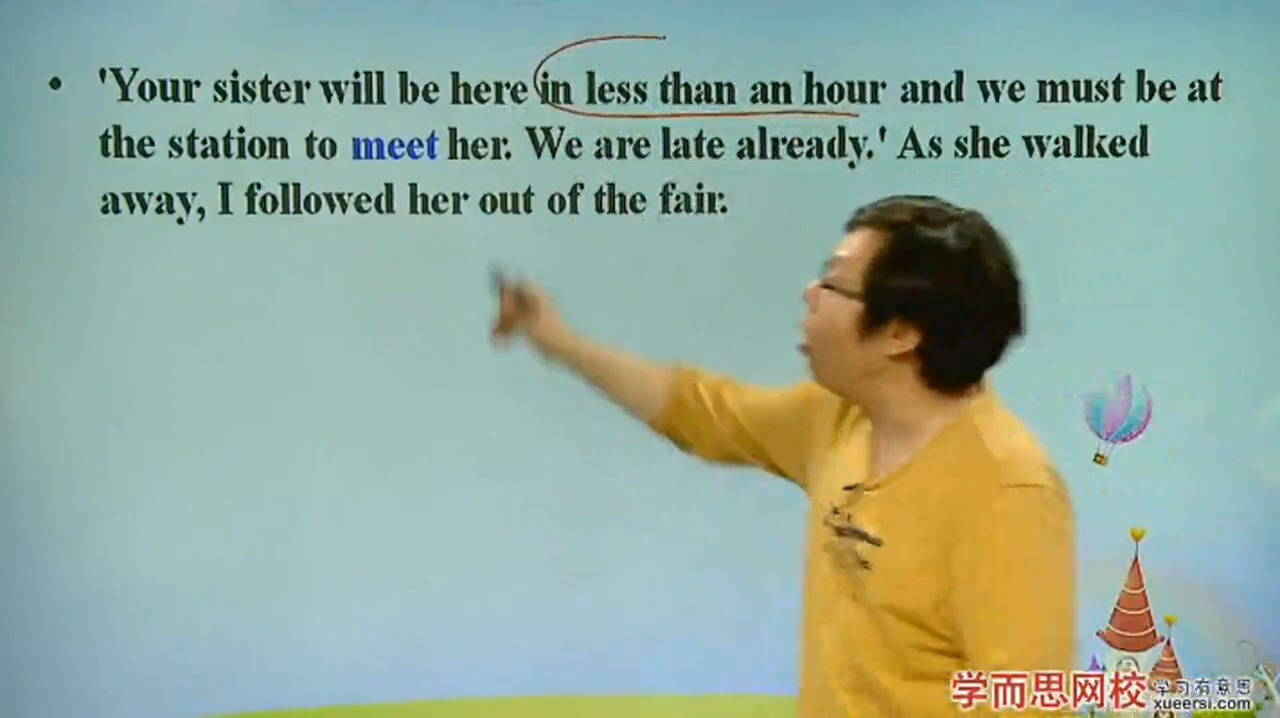 • 'Your sister will be here in less than an hour and we must be at
the station to meet her. We are late already.' As she walked
away, I followed her out of the fair.
学而思网校 学习有意思
xueersi.com